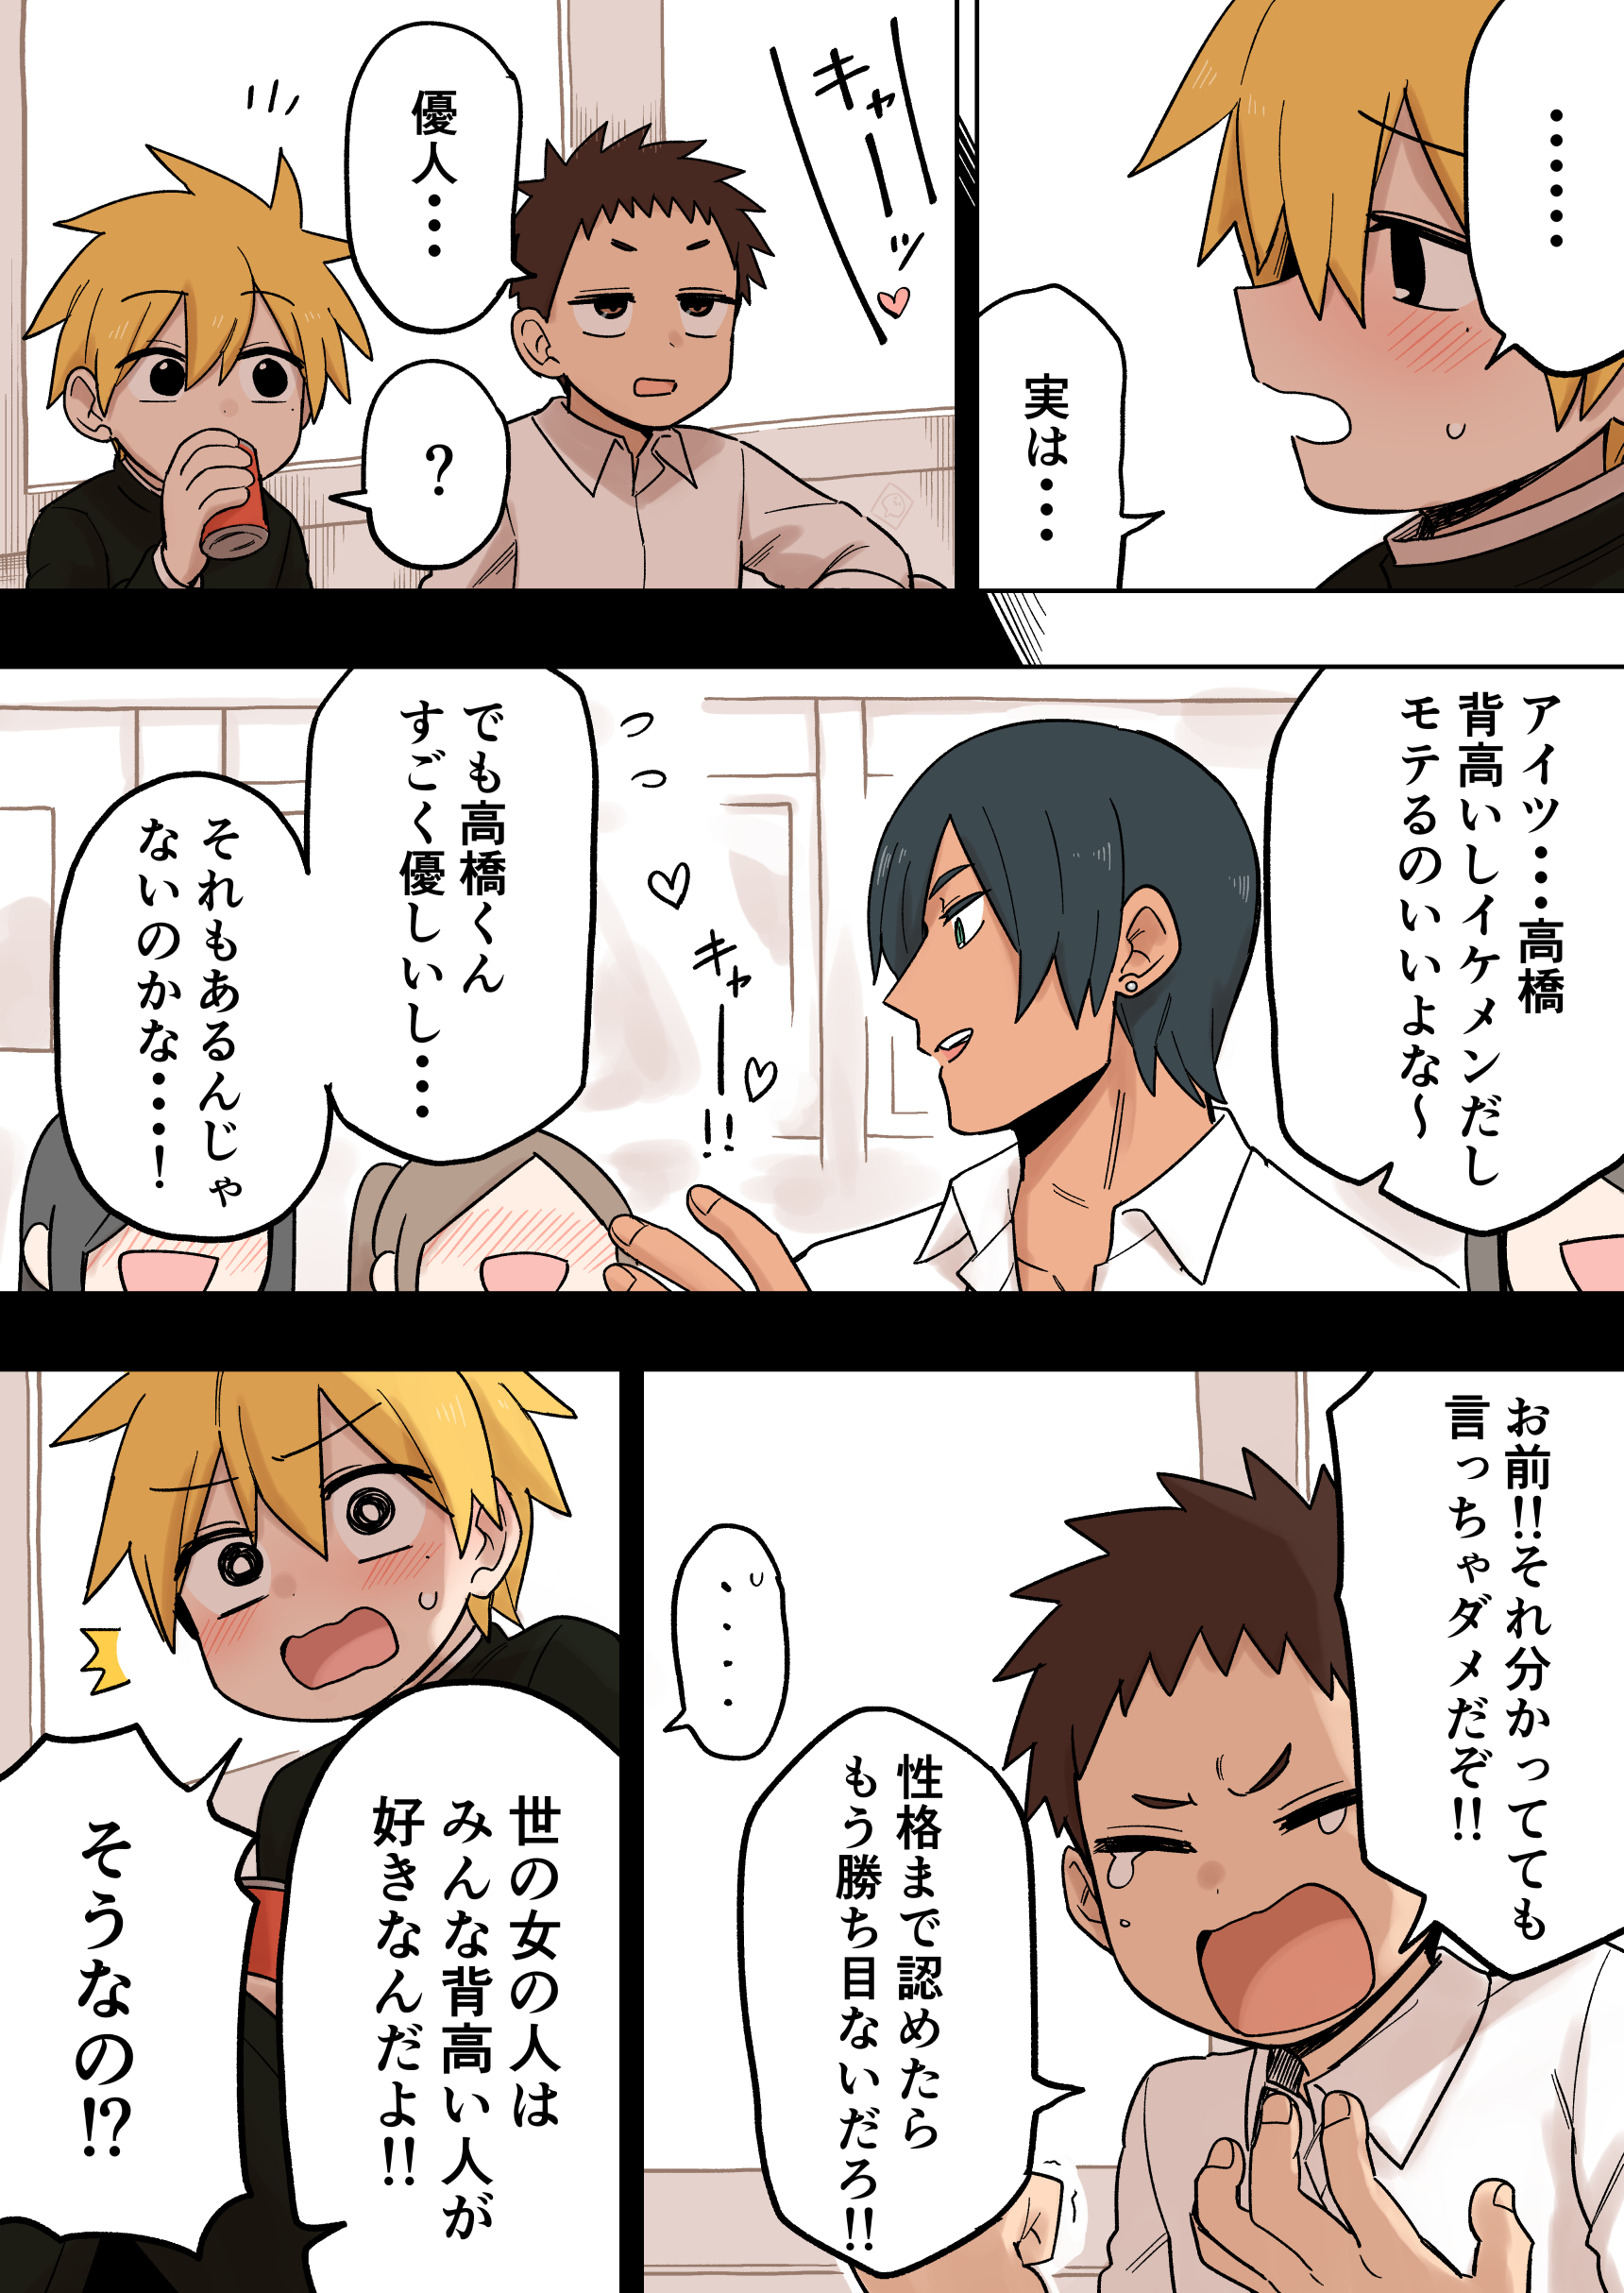 ………
実は…
キャーッ
優人…
？
アイツ…高橋
背高いしイケメンだし
モテるのいいよな〜
キャー!!
でも高橋くん
すごく優しいし…
それもあるんじゃ
ないのかな……！
お前!!それ分かってても
言っちゃダメだぞ!!
性格まで認めたら
もう勝ち目ないだろ!!
....
世の女の人は
みんな背高い人が
好きなんだよ!!
そうなの!?